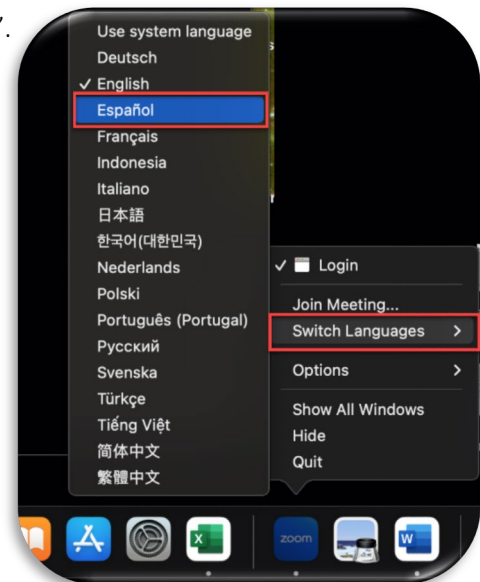 Use system language
Deutsch
✓ English
Español
Français
Indonesia
Italiano
日本語
한국어(대한민국)
Nederlands
Polski
Português (Portugal)
Русский
Svenska
Türkçe
Tiếng Việt
简体中文
繁體中文
✓ Login
Join Meeting...
Switch Languages >
Options >
Show All Windows
Hide
Quit
zoom